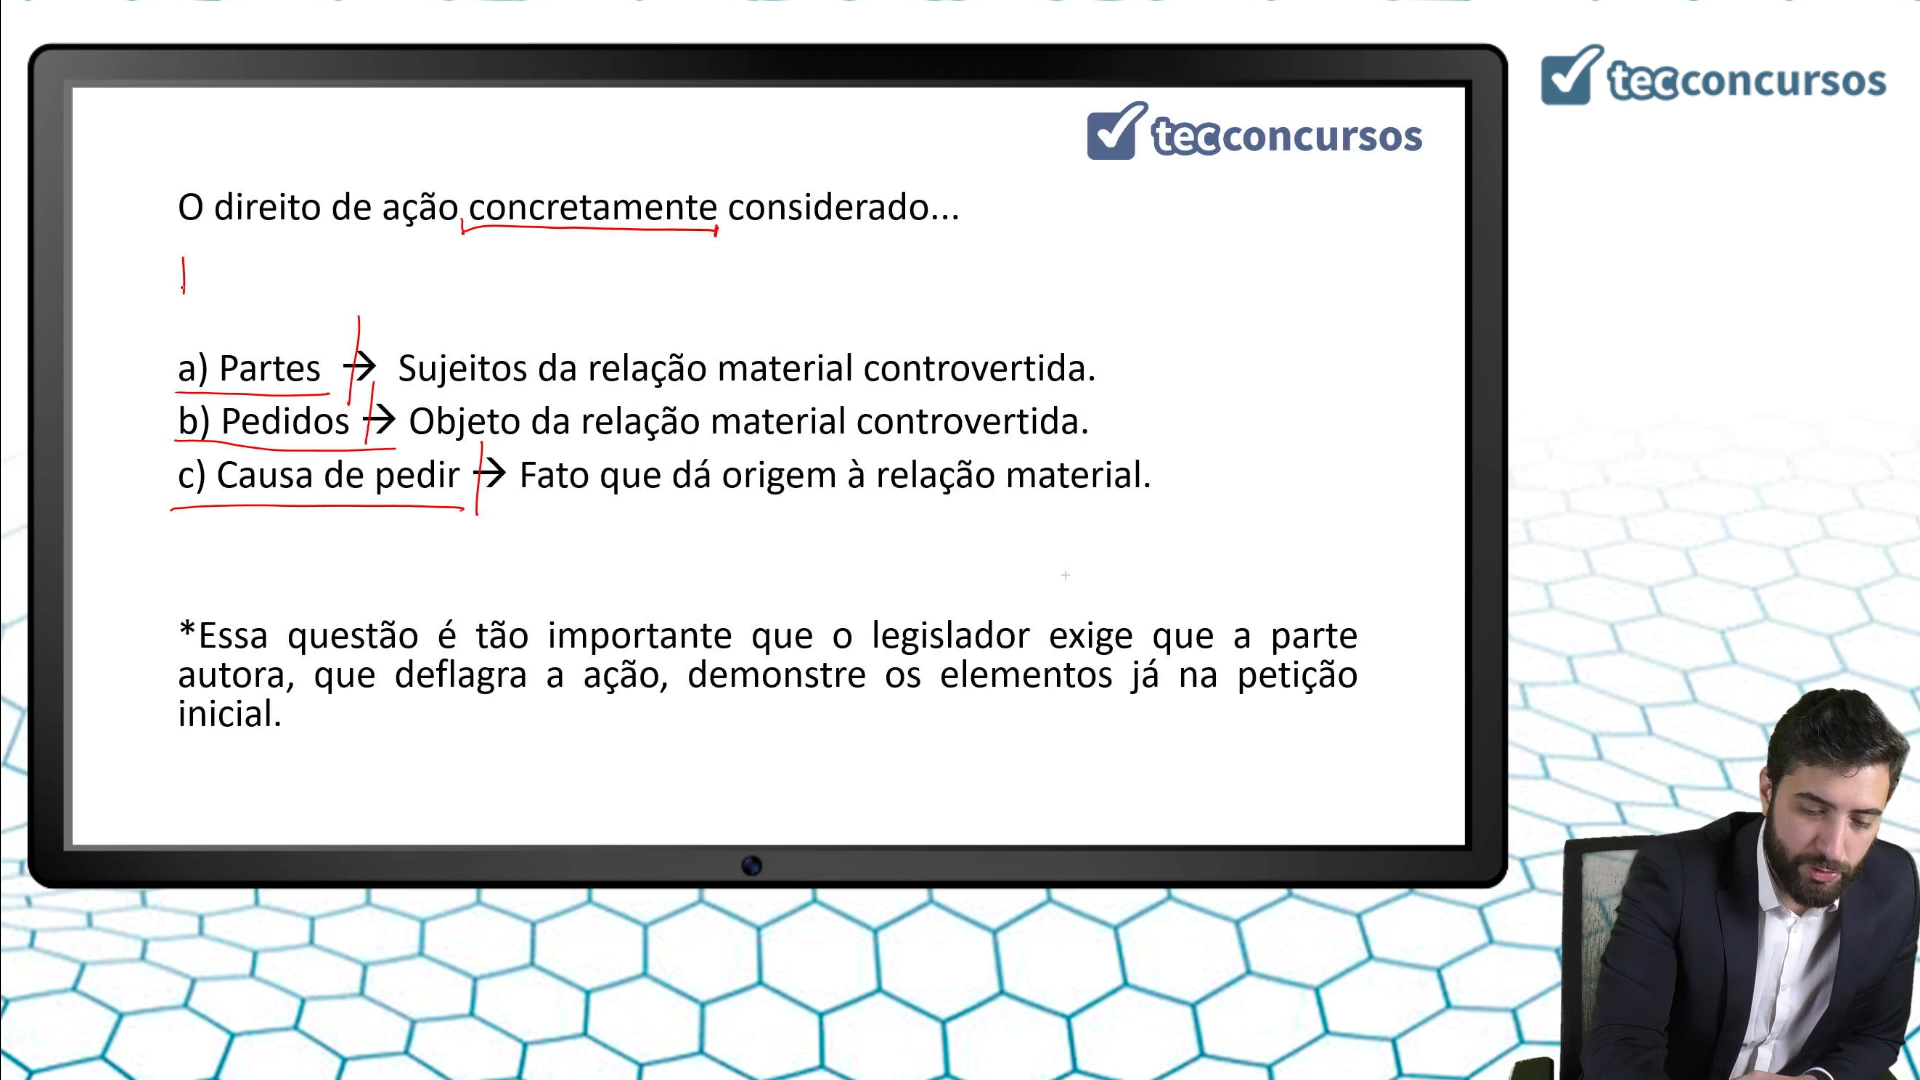 tecconcursos
tecconcursos
O direito de ação concretamente considerado...
a) Partes → Sujeitos da relação material controvertida.
b) Pedidos → Objeto da relação material controvertida.
c) Causa de pedir → Fato que dá origem à relação material.
*Essa questão é tão importante que o legislador exige que a parte
autora, que deflagra a ação, demonstre os elementos já na petição
inicial.